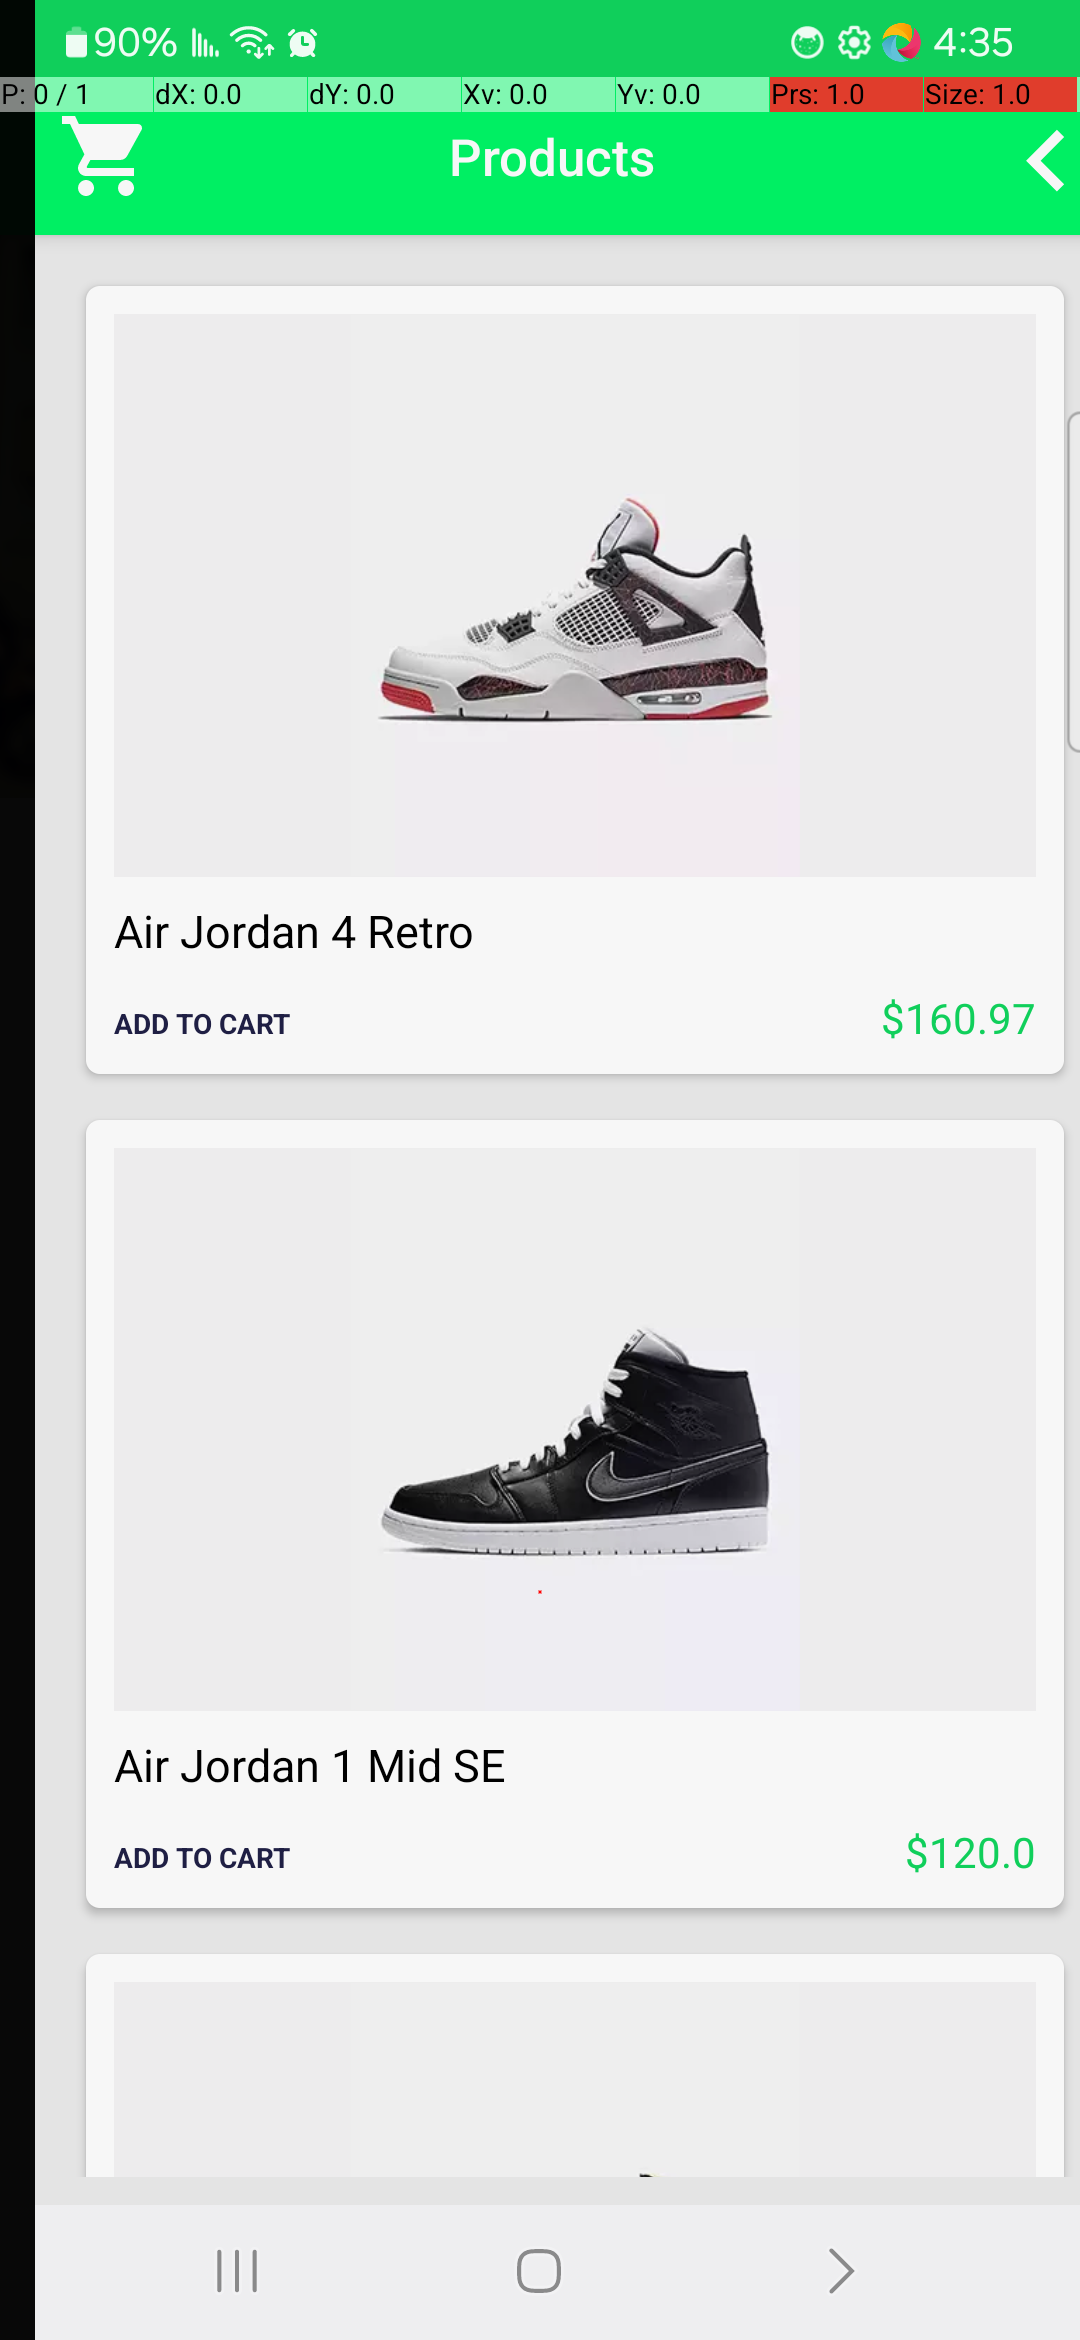 90% 4:35
P: 0 / 1 dX: 0.0 dY: 0.0 Xv: 0.0 Yv: 0.0 Prs: 1.0 Size: 1.0
Products
Air Jordan 4 Retro
ADD TO CART $160.97
Air Jordan 1 Mid SE
ADD TO CART $120.0